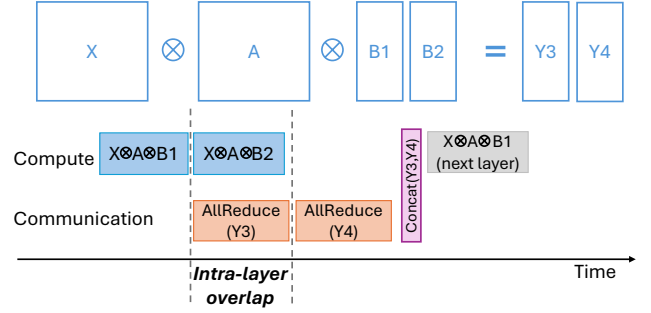 X ⊗ A ⊗ B1 B2 = Y3 Y4
Compute
X⊗A⊗B1
X⊗A⊗B2
Concat(Y3,Y4)
X⊗A⊗B1
(next layer)
Communication
AllReduce
(Y3)
AllReduce
(Y4)
Time
Intra-layer
overlap